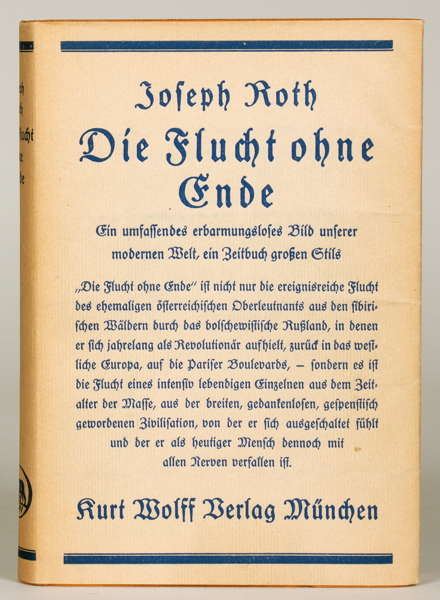 Joseph Roth
Die Flucht ohne
Ende
Ein umfassendes erbarmungsloses Bild unserer
modernen Welt, ein Zeitbuch großen Stils
„Die Flucht ohne Ende“ ist nicht nur die ereignisreiche Flucht
des ehemaligen österreichischen Oberleutnants aus den sibiri-
schen Wäldern durch das bolschewistische Rußland, in denen
er sich jahrelang als Revolutionär aufhielt, zurück in das west-
liche Europa, auf die Pariser Boulevards, — sondern es ist
die Flucht eines intensiv lebendigen Einzelnen aus dem Zeit-
alter der Masse, aus der breiten, gedankenlosen, gespenstisch
gewordenen Zivilisation, von der er sich ausgeschaltet fühlt
und der er als heutiger Mensch dennoch mit
allen Nerven verfallen ist.
Kurt Wolff Verlag München